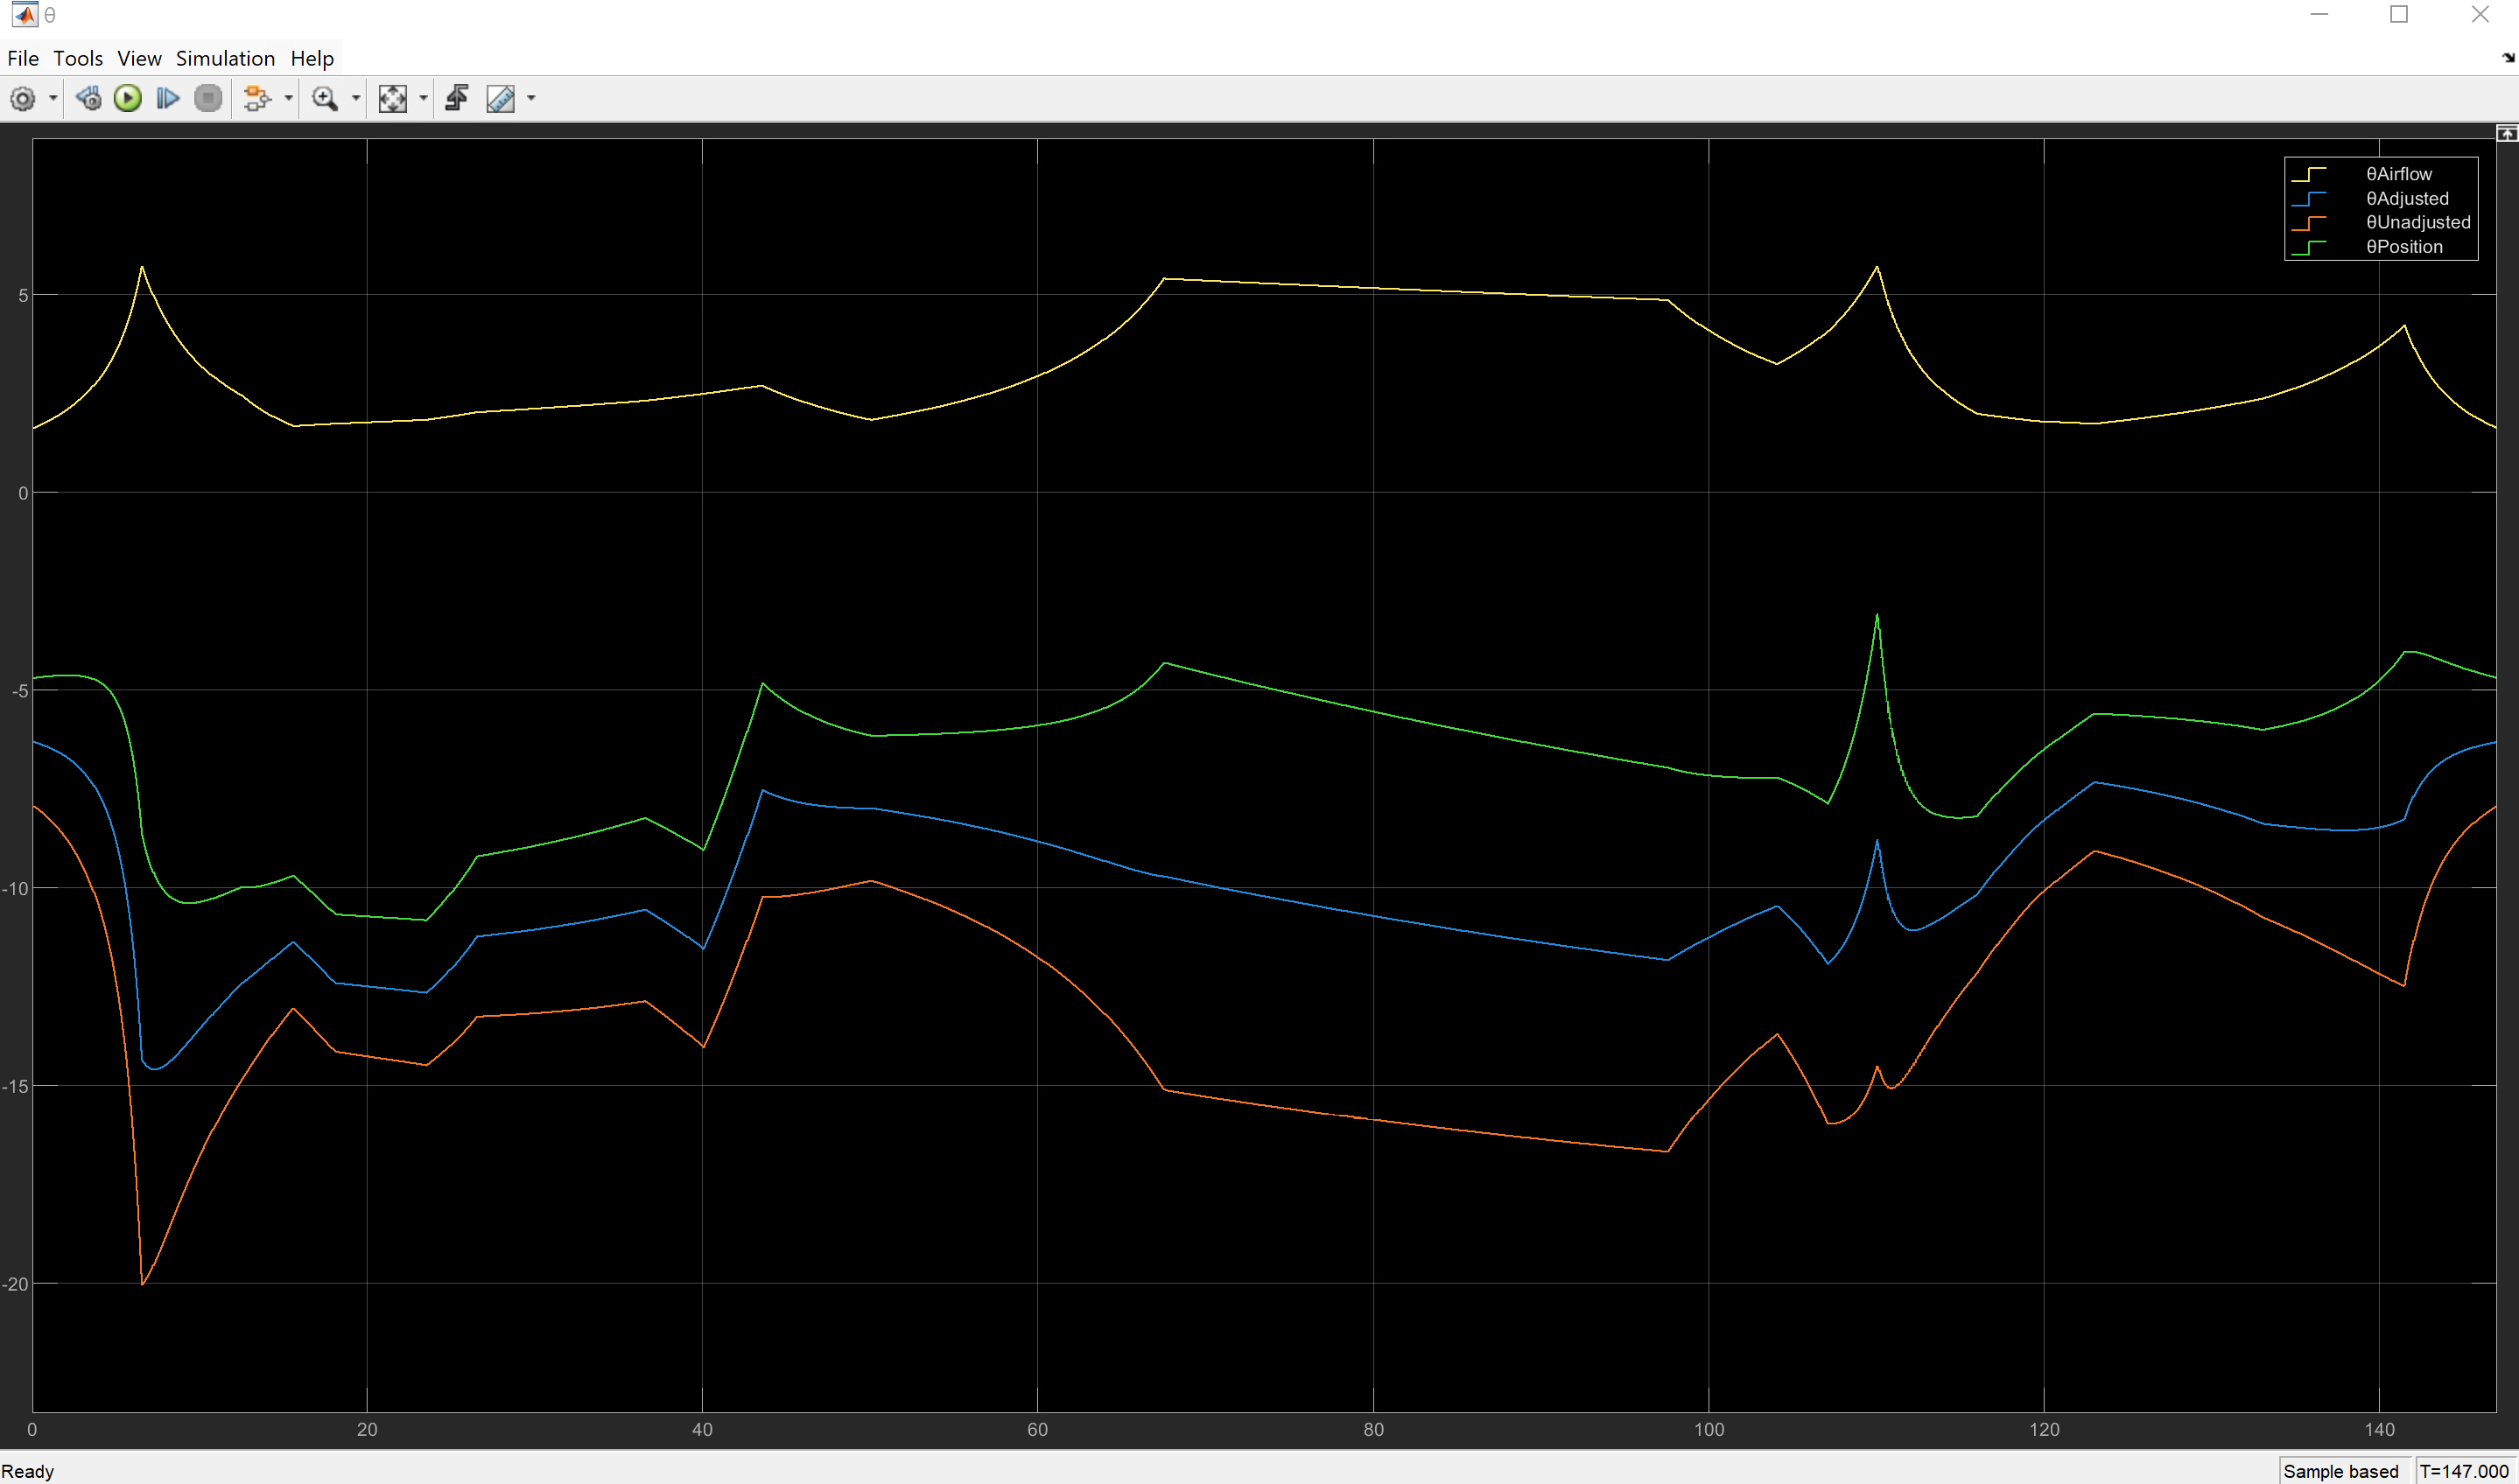 θ
File Tools View Simulation Help
θAirflow
θAdjusted
θUnadjusted
θPosition
5
0
-5
-10
-15
-20
0 20 40 60 80 100 120 140
Ready Sample based T=147.000